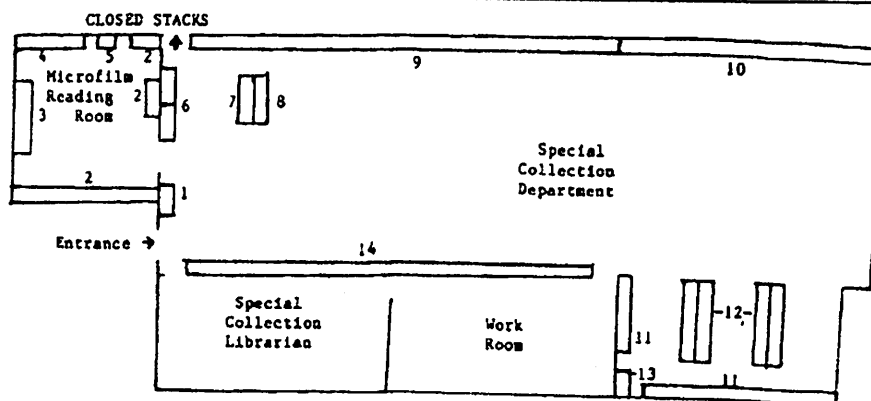 CLOSED STACKS
4 5 2
9
10
Microfilm
Reading
Room
3
2
6
7
8
Special
Collection
Department
2
1
Entrance →
14
Special
Collection
Librarian
Work
Room
11
12
13
11